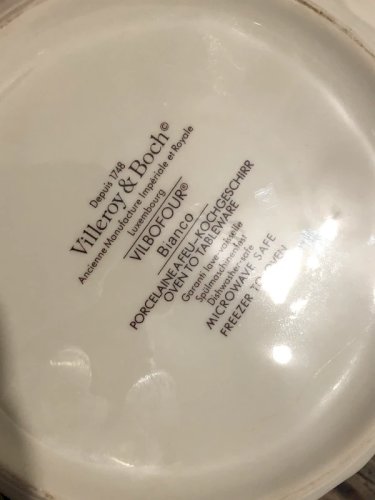 Depuis 1748
Villeroy & Boch©
Ancienne Manufacture Impériale et Royale
Luxembourg
VILBOFOUR®
Bianco
PORCELAINE A FEU-KOCHGESCHIRR
OVEN TO TABLEWARE
Garanti lave-vaisselle
Spülmaschinenfest
Dishwasher-safe
MICROWAVE SAFE
FREEZER TO OVEN